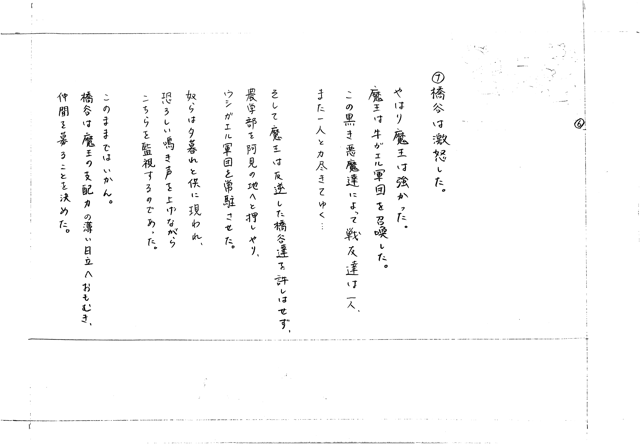 ⑥
⑦橋谷は激怒した。
やはり魔王は強かった。
魔王は牛がエル軍団を召喚した。
この黒き悪魔達によって戦友達は一人、
また一人と力尽きてゆく…
そして魔王は反逆した橋谷達を許しはせず、
農学部を阿見の地へと押しやり、
ウシガエル軍団を常駐させた。
奴らは夕暮れと供に現われ、
恐ろしい鳴き声を上げながら
こちらを監視するのであった。
このままではいかん。
橋谷は魔王の支配力の薄い日立へおもむき、
仲間を募ることを決めた。